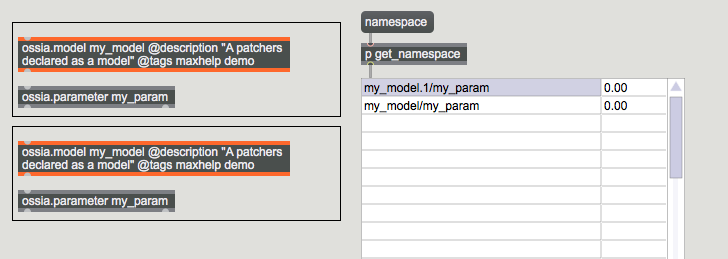 ossia.model my_model @description "A patchers
declared as a model" @tags maxhelp demo
ossia.parameter my_param
ossia.model my_model @description "A patchers
declared as a model" @tags maxhelp demo
ossia.parameter my_param
namespace
p get_namespace
my_model.1/my_param 0.00
my_model/my_param 0.00